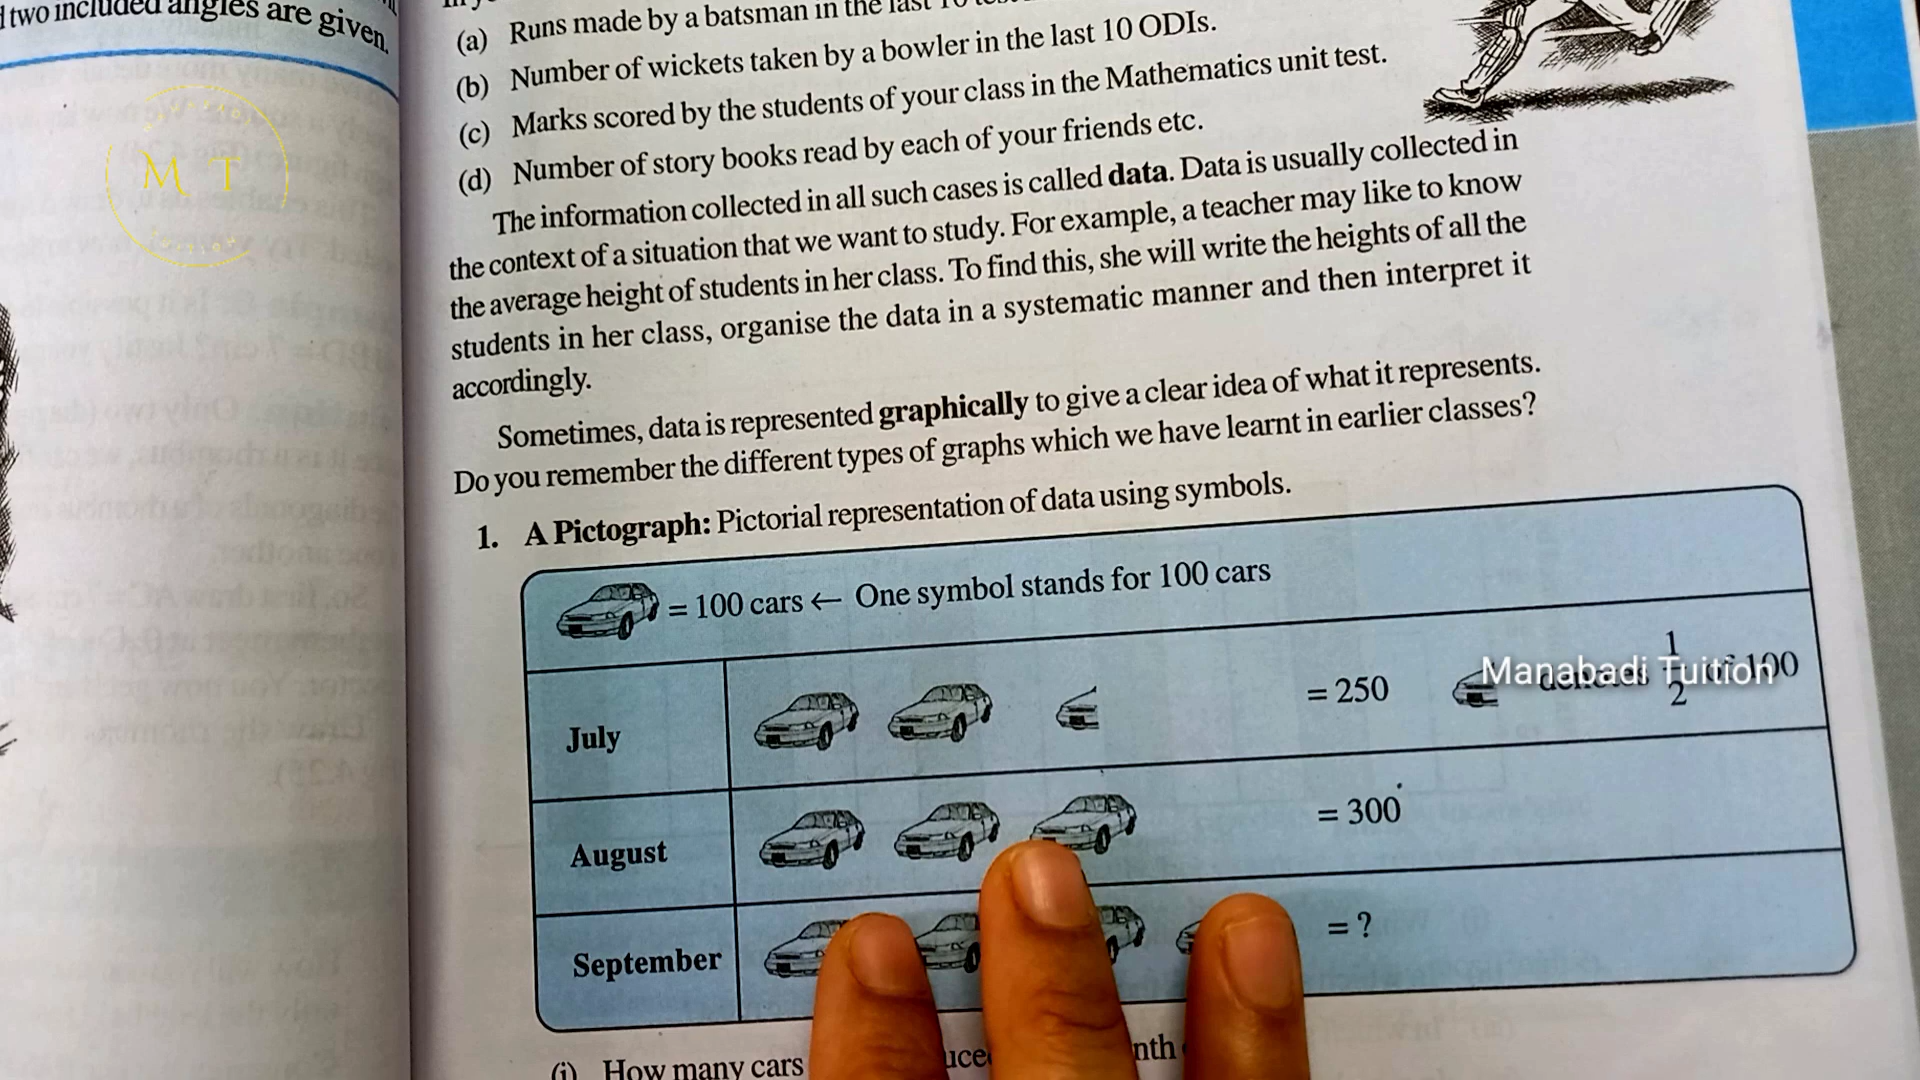 two included angles are given.
M T
(a) Runs made by a batsman in the last 10
(b) Number of wickets taken by a bowler in the last 10 ODIs.
(c) Marks scored by the students of your class in the Mathematics unit test.
(d) Number of story books read by each of your friends etc.
The information collected in all such cases is called data. Data is usually collected in
the context of a situation that we want to study. For example, a teacher may like to know
the average height of students in her class. To find this, she will write the heights of all the
students in her class, organise the data in a systematic manner and then interpret it
accordingly.
Sometimes, data is represented graphically to give a clear idea of what it represents.
Do you remember the different types of graphs which we have learnt in earlier classes?
1. A Pictograph: Pictorial representation of data using symbols.
= 100 cars ← One symbol stands for 100 cars
July = 250 denotes 1/2 of 100
Manabadi Tuition
August = 300
September = ?
(i) How many cars